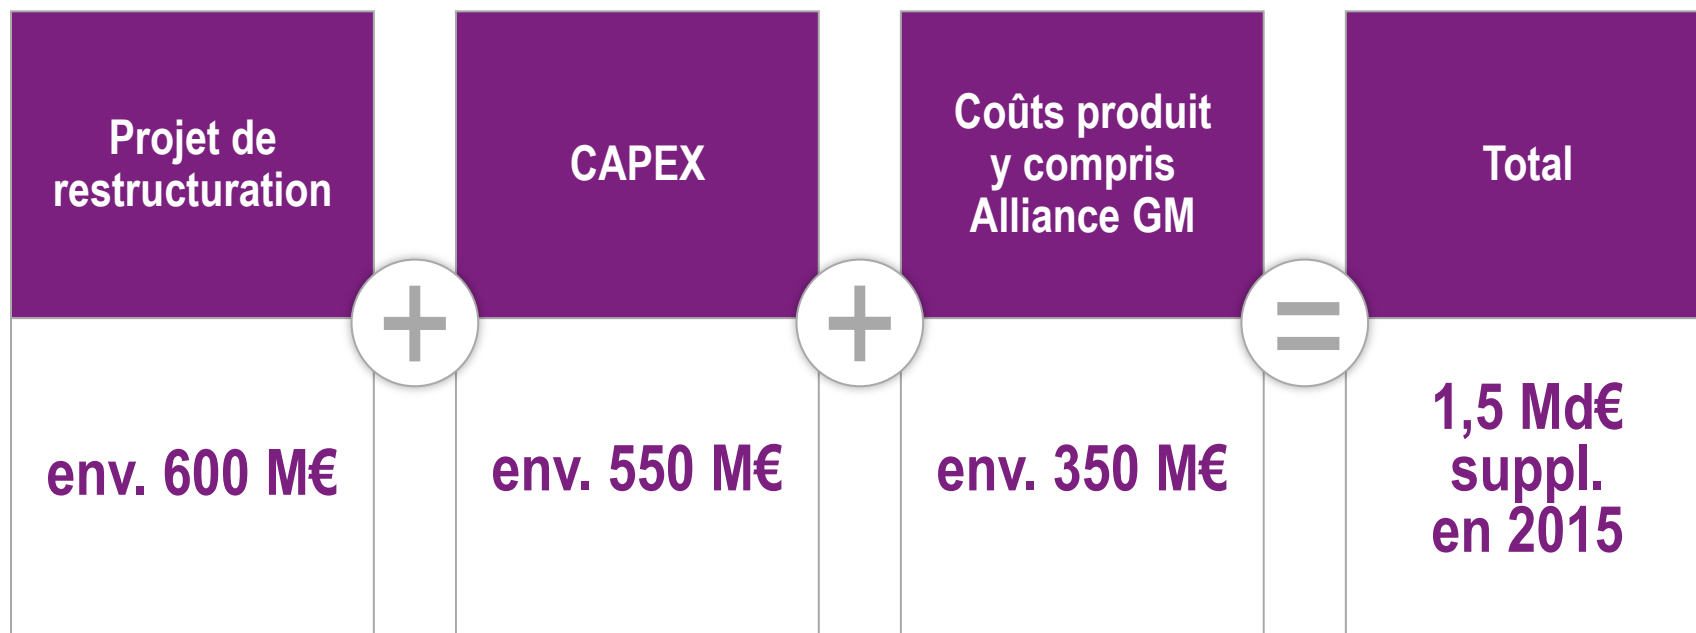 Projet de
restructuration
env. 600 M€
+
CAPEX
env. 550 M€
+
Coûts produit
y compris
Alliance GM
env. 350 M€
=
Total
1,5 Md€
suppl.
en 2015